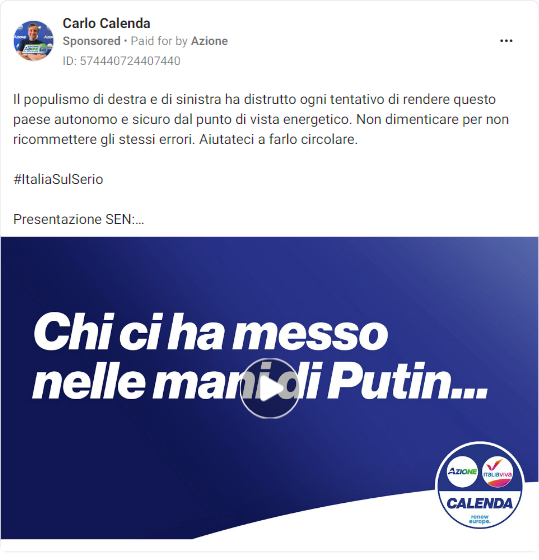 Carlo Calenda
Sponsored • Paid for by Azione
ID: 574440724407440
Il populismo di destra e di sinistra ha distrutto ogni tentativo di rendere questo
paese autonomo e sicuro dal punto di vista energetico. Non dimenticare per non
ricommettere gli stessi errori. Aiutateci a farlo circolare.
#ItaliaSulSerio
Presentazione SEN:...
Chi ci ha messo
nelle mani di Putin...
AZIONE
ITALIAVIVA
CALENDA
renew
europe.